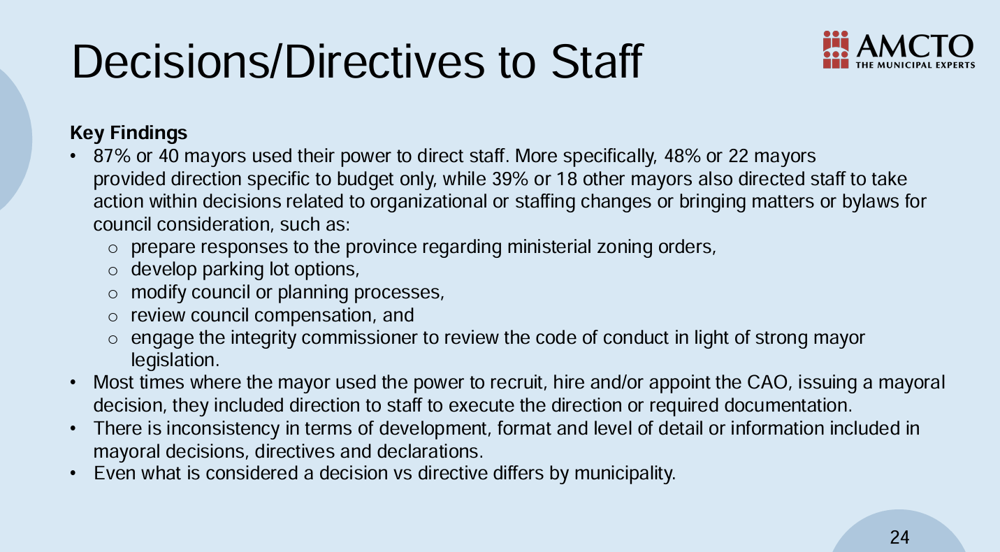 Decisions/Directives to Staff
AMCTO
THE MUNICIPAL EXPERTS
Key Findings
• 87% or 40 mayors used their power to direct staff. More specifically, 48% or 22 mayors
provided direction specific to budget only, while 39% or 18 other mayors also directed staff to take
action within decisions related to organizational or staffing changes or bringing matters or bylaws for
council consideration, such as:
o prepare responses to the province regarding ministerial zoning orders,
o develop parking lot options,
o modify council or planning processes,
o review council compensation, and
o engage the integrity commissioner to review the code of conduct in light of strong mayor
legislation.
• Most times where the mayor used the power to recruit, hire and/or appoint the CAO, issuing a mayoral
decision, they included direction to staff to execute the direction or required documentation.
• There is inconsistency in terms of development, format and level of detail or information included in
mayoral decisions, directives and declarations.
• Even what is considered a decision vs directive differs by municipality.
24